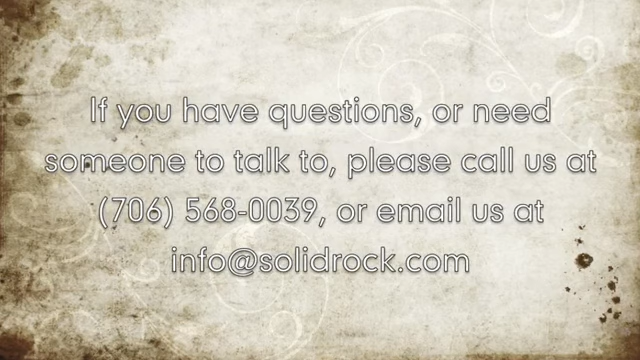 If you have questions, or need
someone to talk to, please call us at
(706) 568-0039, or email us at
info@solidrock.com